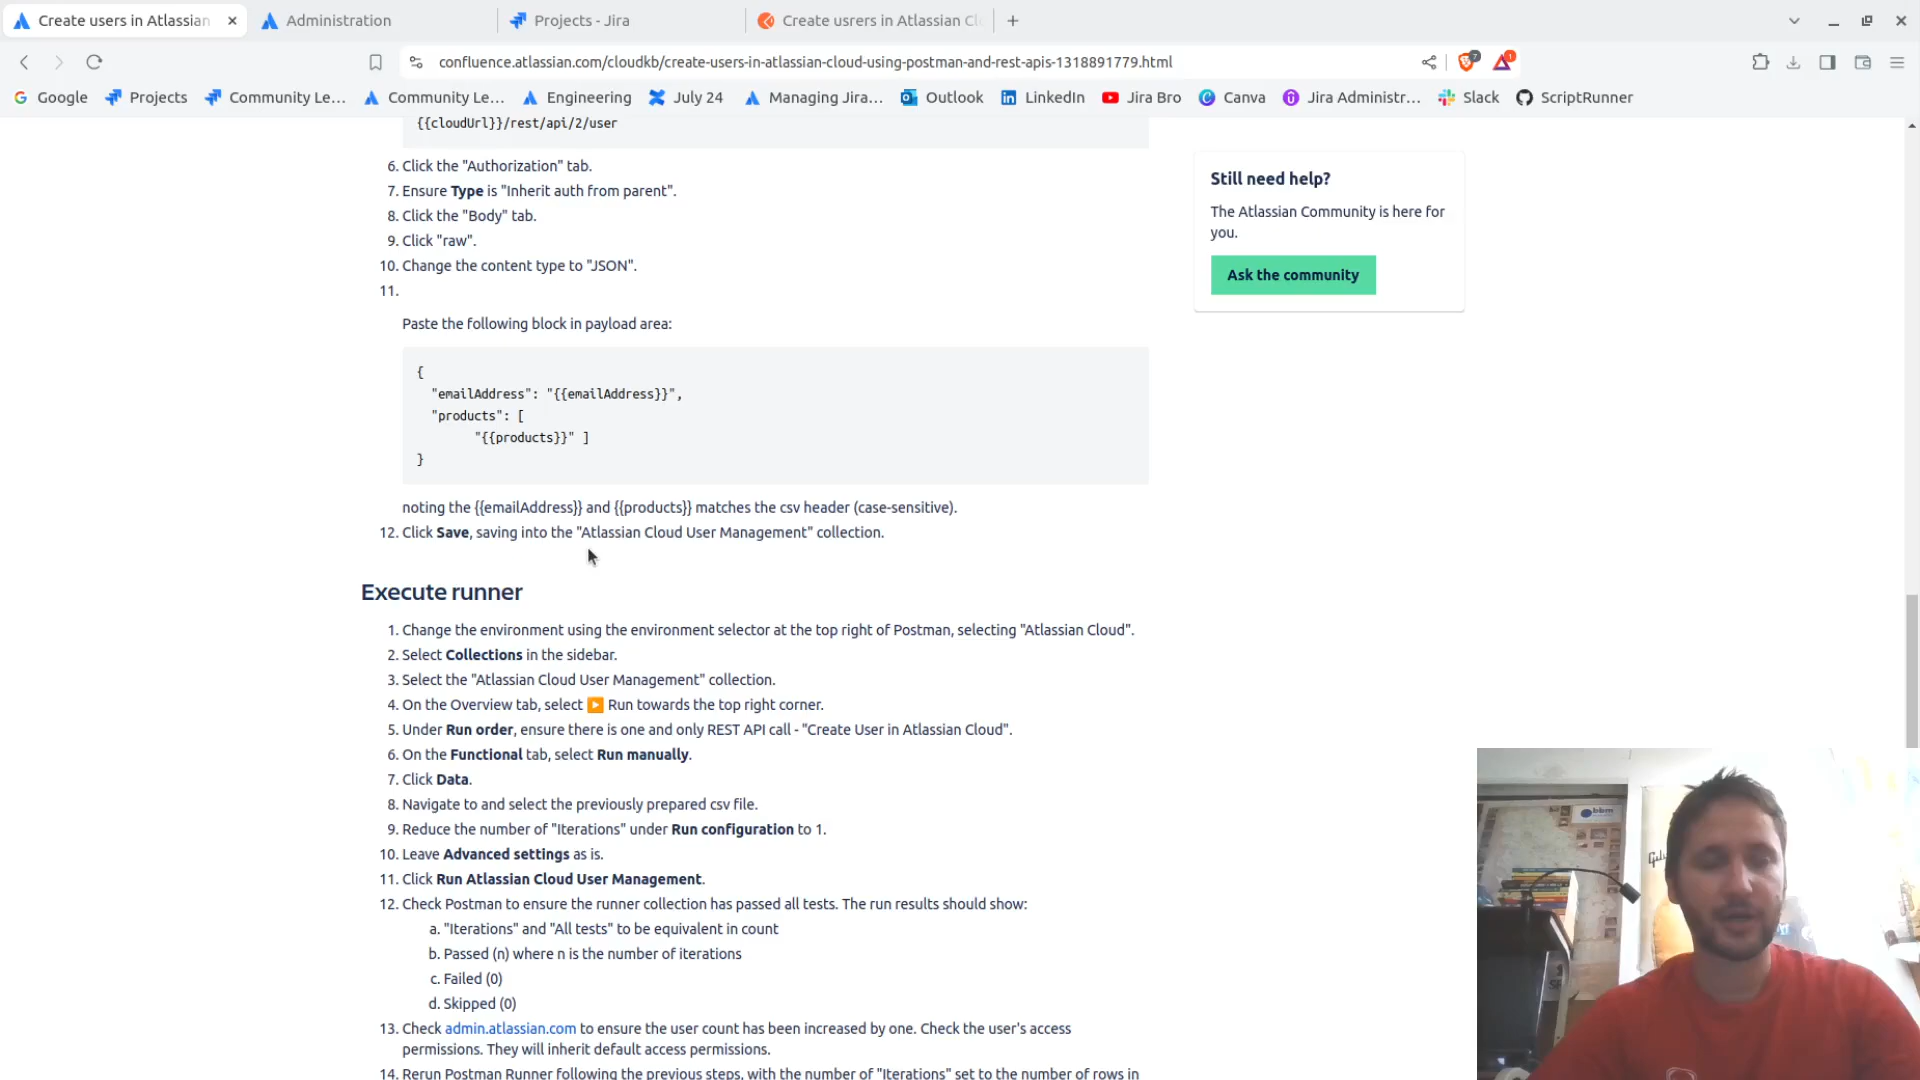 Create users in Atlassian
Administration
Projects - Jira
Create usrers in Atlassian Cl
confluence.atlassian.com/cloudkb/create-users-in-atlassian-cloud-using-postman-and-rest-apis-1318891779.html
7
1
Google
Projects
Community Le...
Community Le...
Engineering
July 24
Managing Jira...
Outlook
LinkedIn
Jira Bro
Canva
Jira Administr...
Slack
ScriptRunner
{{cloudUrl}}/rest/api/2/user
6. Click the "Authorization" tab.
7. Ensure Type is "Inherit auth from parent".
8. Click the "Body" tab.
9. Click "raw".
10. Change the content type to "JSON".
11.
Paste the following block in payload area:
{
"emailAddress": "{{emailAddress}}",
"products": [
"{{products}}" ]
}
noting the {{emailAddress}} and {{products}} matches the csv header (case-sensitive).
12. Click Save, saving into the "Atlassian Cloud User Management" collection.
Execute runner
1. Change the environment using the environment selector at the top right of Postman, selecting "Atlassian Cloud".
2. Select Collections in the sidebar.
3. Select the "Atlassian Cloud User Management" collection.
4. On the Overview tab, select ▶️ Run towards the top right corner.
5. Under Run order, ensure there is one and only REST API call - "Create User in Atlassian Cloud".
6. On the Functional tab, select Run manually.
7. Click Data.
8. Navigate to and select the previously prepared csv file.
9. Reduce the number of "Iterations" under Run configuration to 1.
10. Leave Advanced settings as is.
11. Click Run Atlassian Cloud User Management.
12. Check Postman to ensure the runner collection has passed all tests. The run results should show:
a. "Iterations" and "All tests" to be equivalent in count
b. Passed (n) where n is the number of iterations
c. Failed (0)
d. Skipped (0)
13. Check admin.atlassian.com to ensure the user count has been increased by one. Check the user's access
permissions. They will inherit default access permissions.
14. Rerun Postman Runner following the previous steps, with the number of "Iterations" set to the number of rows in
Still need help?
The Atlassian Community is here for
you.
Ask the community